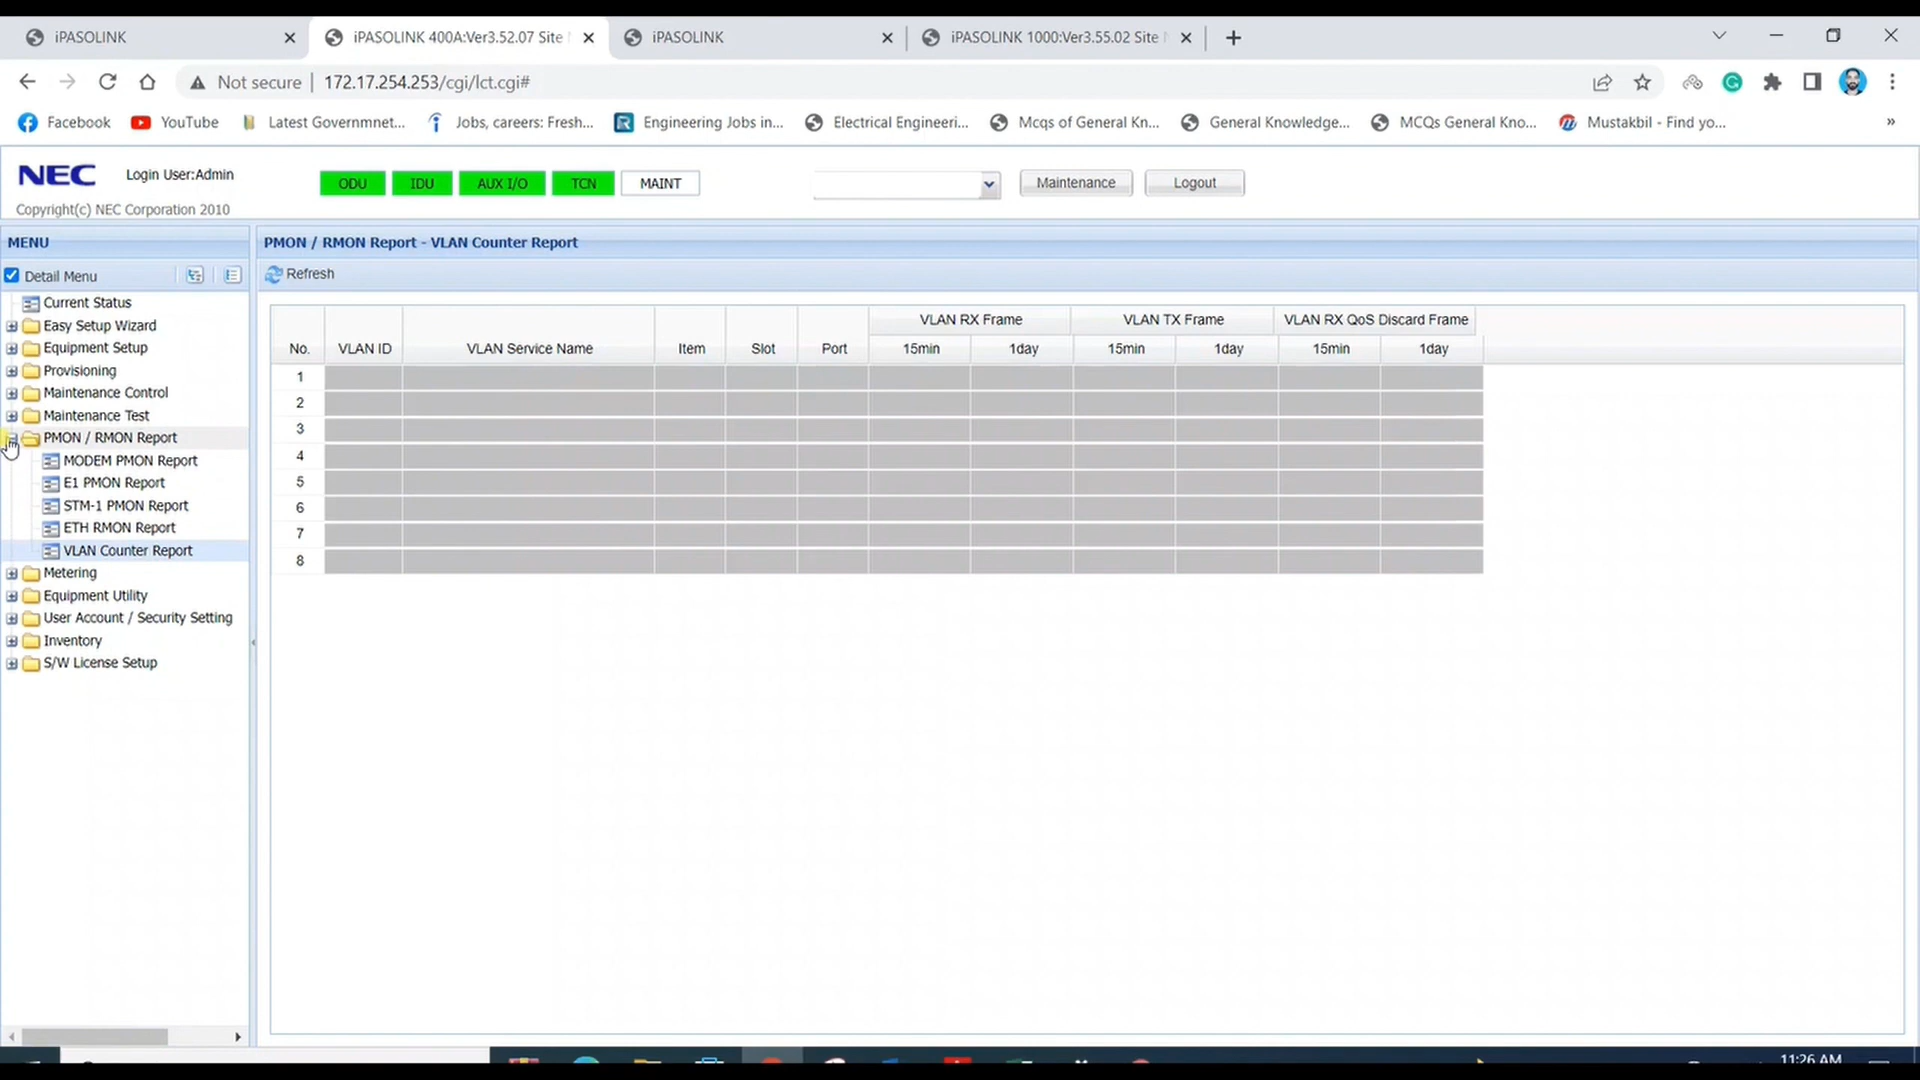 iPASOLINK
iPASOLINK 400A:Ver3.52.07 Site
iPASOLINK
iPASOLINK 1000:Ver3.55.02 Site
Not secure
172.17.254.253/cgi/lct.cgi#
Facebook
YouTube
Latest Governmnet...
Jobs, careers: Fresh...
Engineering Jobs in...
Electrical Engineeri...
Mcqs of General Kn...
General Knowledge...
MCQs General Kno...
Mustakbil - Find yo...
»
NEC
Login User:Admin
Copyright(c) NEC Corporation 2010
ODU
IDU
AUX I/O
TCN
MAINT
Maintenance
Logout
MENU
Detail Menu
Current Status
Easy Setup Wizard
Equipment Setup
Provisioning
Maintenance Control
Maintenance Test
PMON / RMON Report
MODEM PMON Report
E1 PMON Report
STM-1 PMON Report
ETH RMON Report
VLAN Counter Report
Metering
Equipment Utility
User Account / Security Setting
Inventory
S/W License Setup
PMON / RMON Report - VLAN Counter Report
Refresh
VLAN RX Frame VLAN TX Frame VLAN RX QoS Discard Frame
No. VLAN ID VLAN Service Name Item Slot Port 15min 1day 15min 1day 15min 1day
1
2
3
4
5
6
7
8
11:26 AM